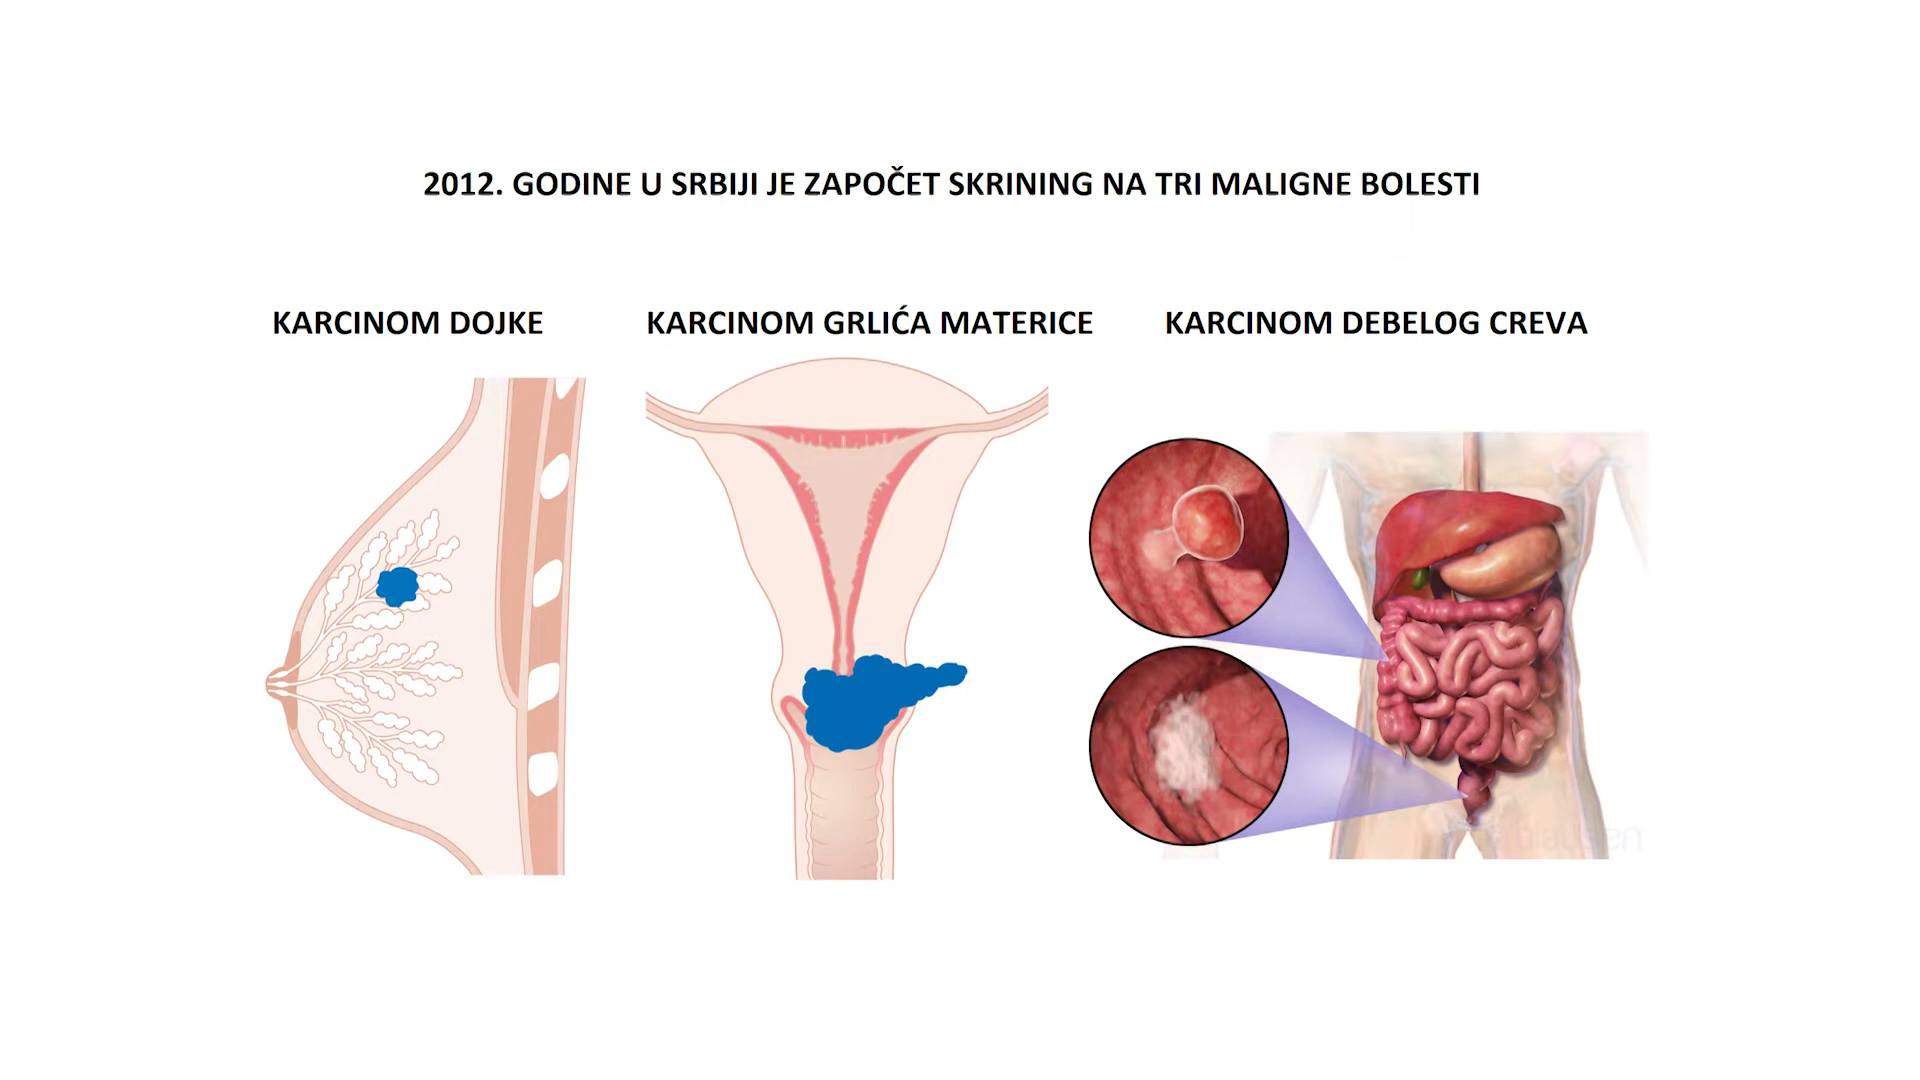 2012. GODINE U SRBIJI JE ZAPOČET SKRINING NA TRI MALIGNE BOLESTI
KARCINOM DOJKE
KARCINOM GRLIĆA MATERICE
KARCINOM DEBELOG CREVA